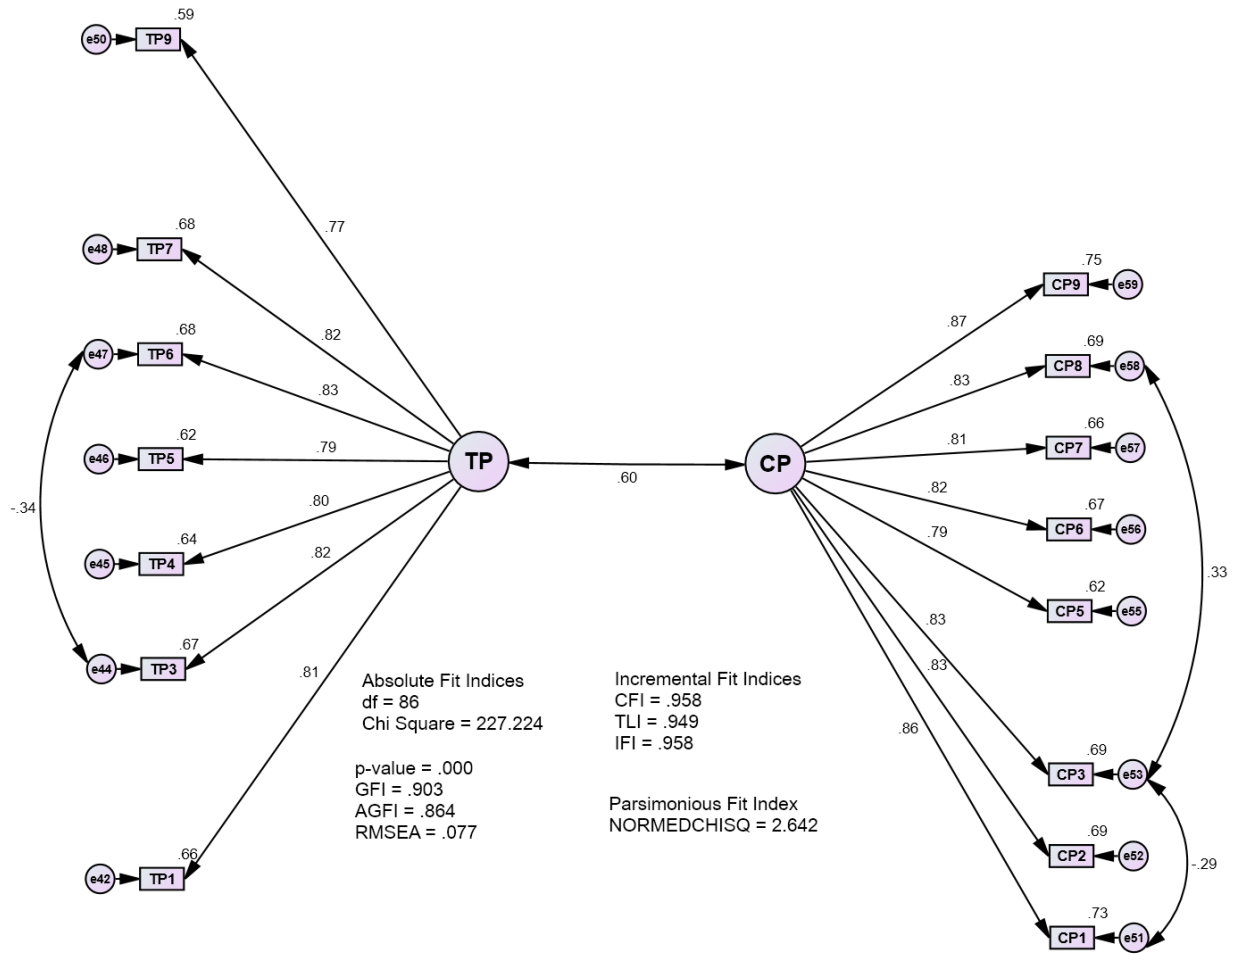 .59
e50 TP9
.77
.68
e48 TP7
.82
.68
e47 TP6
.83
.62
e46 TP5
.79
-.34
.80
.64
e45 TP4
.82
.67
e44 TP3
.81
.66
e42 TP1
TP
.60
CP
.75
CP9 e59
.87
.69
CP8 e58
.83
.66
CP7 e57
.81
.67
CP6 e56
.82
.62
CP5 e55
.79
.33
.83
.69
CP3 e53
.83
.69
CP2 e52
.86
-.29
.73
CP1 e51
Absolute Fit Indices
df = 86
Chi Square = 227.224
p-value = .000
GFI = .903
AGFI = .864
RMSEA = .077
Incremental Fit Indices
CFI = .958
TLI = .949
IFI = .958
Parsimonious Fit Index
NORMEDCHISQ = 2.642